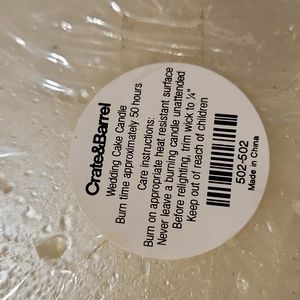 Crate&Barrel
Wedding Cake Candle
Burn time approximately 50 hours
Care instructions:
Burn on appropriate heat resistant surface
Never leave a burning candle unattended
Before relighting, trim wick to ¼"
Keep out of reach of children
502-502
Made in China